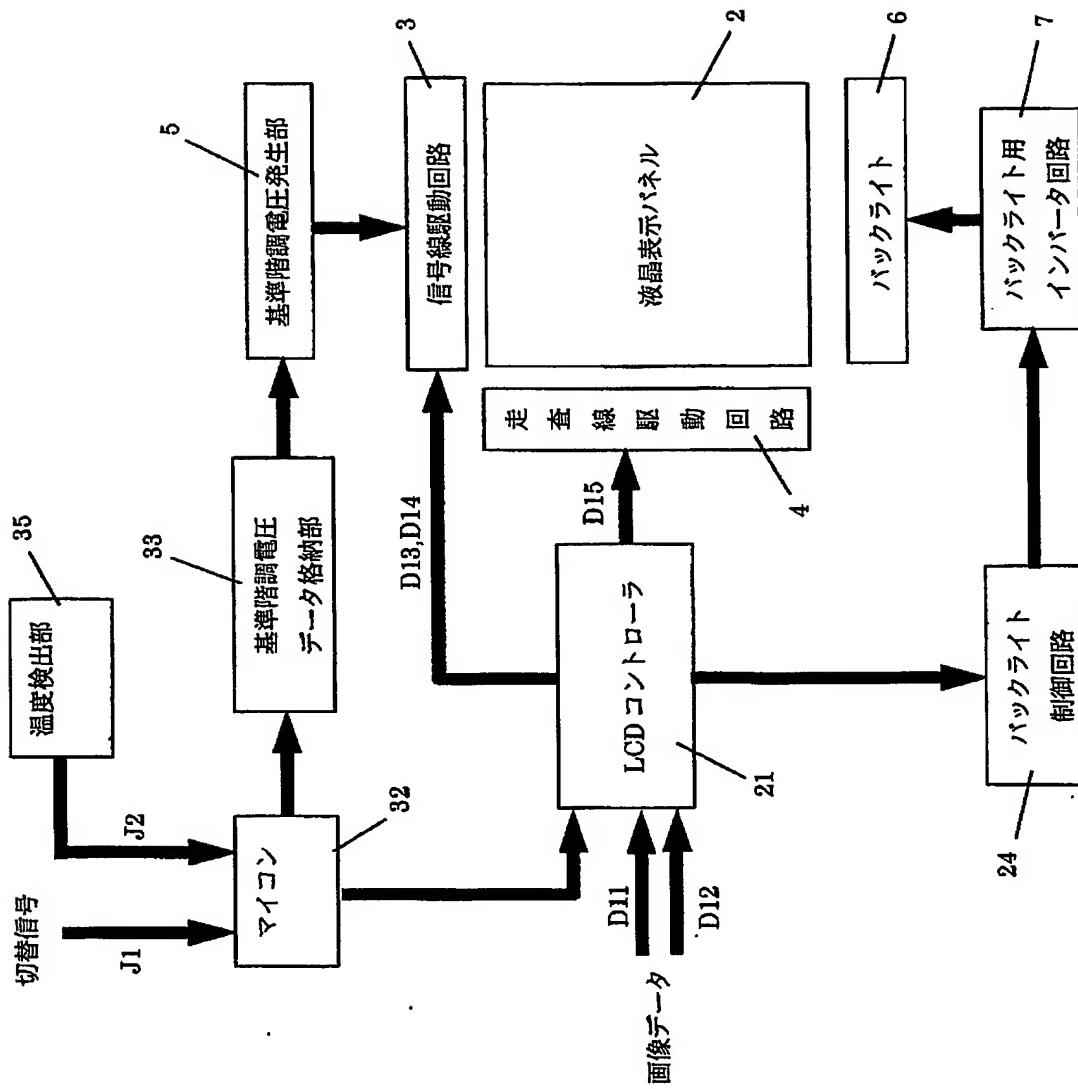 切替信号
J1
J2
温度検出部
35
マイコン
32
基準階調電圧
データ格納部
33
基準階調電圧発生部
5
信号線駆動回路
3
D13,D14
画像データ
D11
D12
LCDコントローラ
21
D15
走査線駆動回路
4
液晶表示パネル
2
バックライト
6
バックライト
制御回路
24
バックライト用
インバータ回路
7